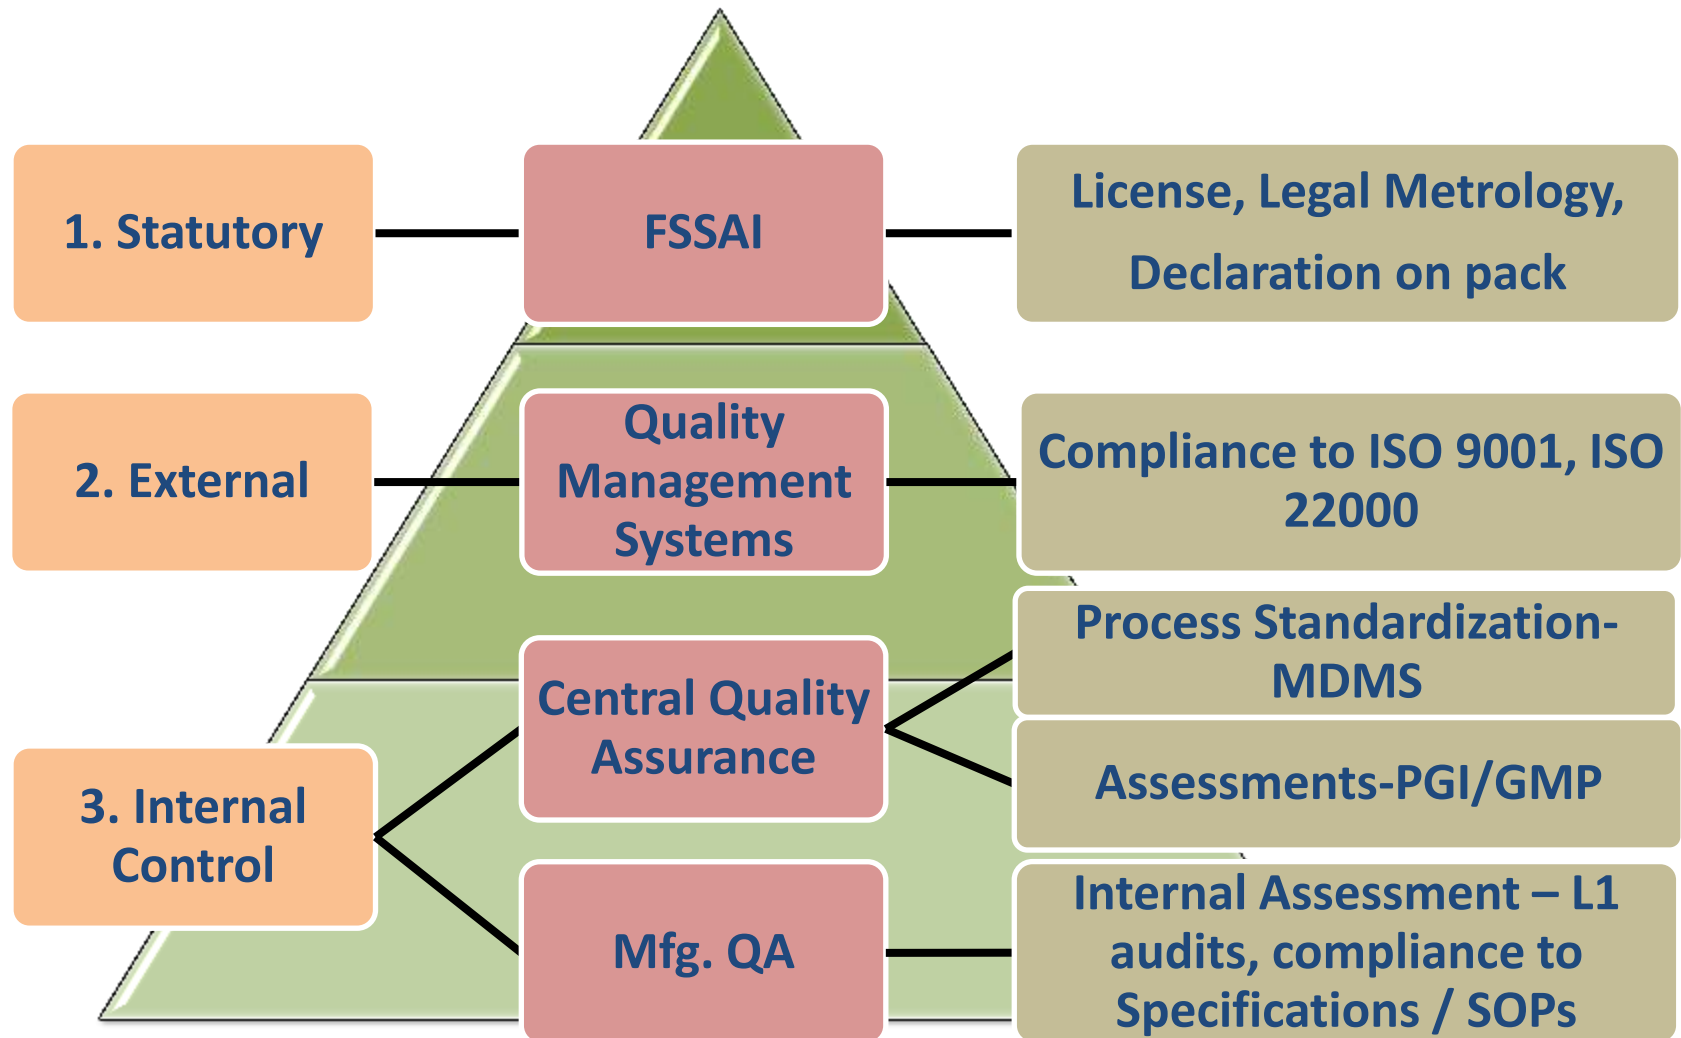 1. Statutory
FSSAI
License, Legal Metrology,
Declaration on pack
2. External
Quality
Management
Systems
Compliance to ISO 9001, ISO
22000
3. Internal
Control
Central Quality
Assurance
Process Standardization-
MDMS
Assessments-PGI/GMP
Mfg. QA
Internal Assessment – L1
audits, compliance to
Specifications / SOPs